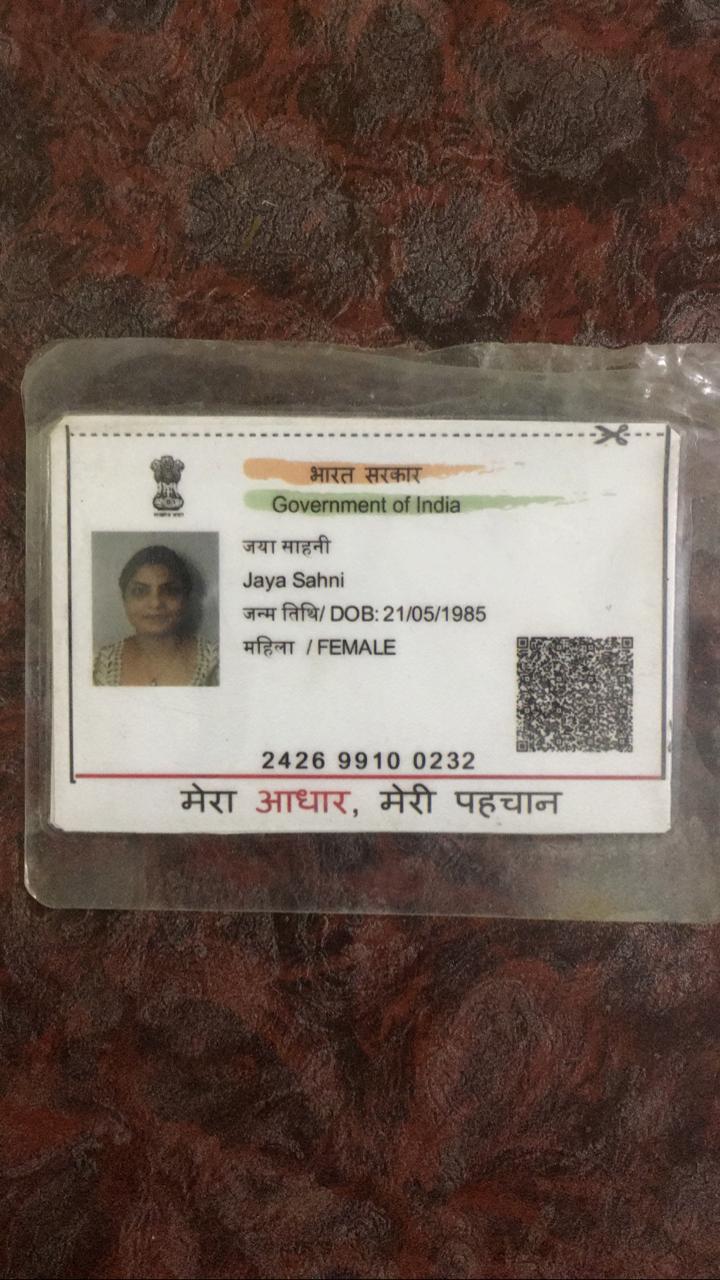 भारत सरकार
Government of India
जया साहनी
Jaya Sahni
जन्म तिथि/ DOB: 21/05/1985
महिला / FEMALE
2426 9910 0232
मेरा आधार, मेरी पहचान